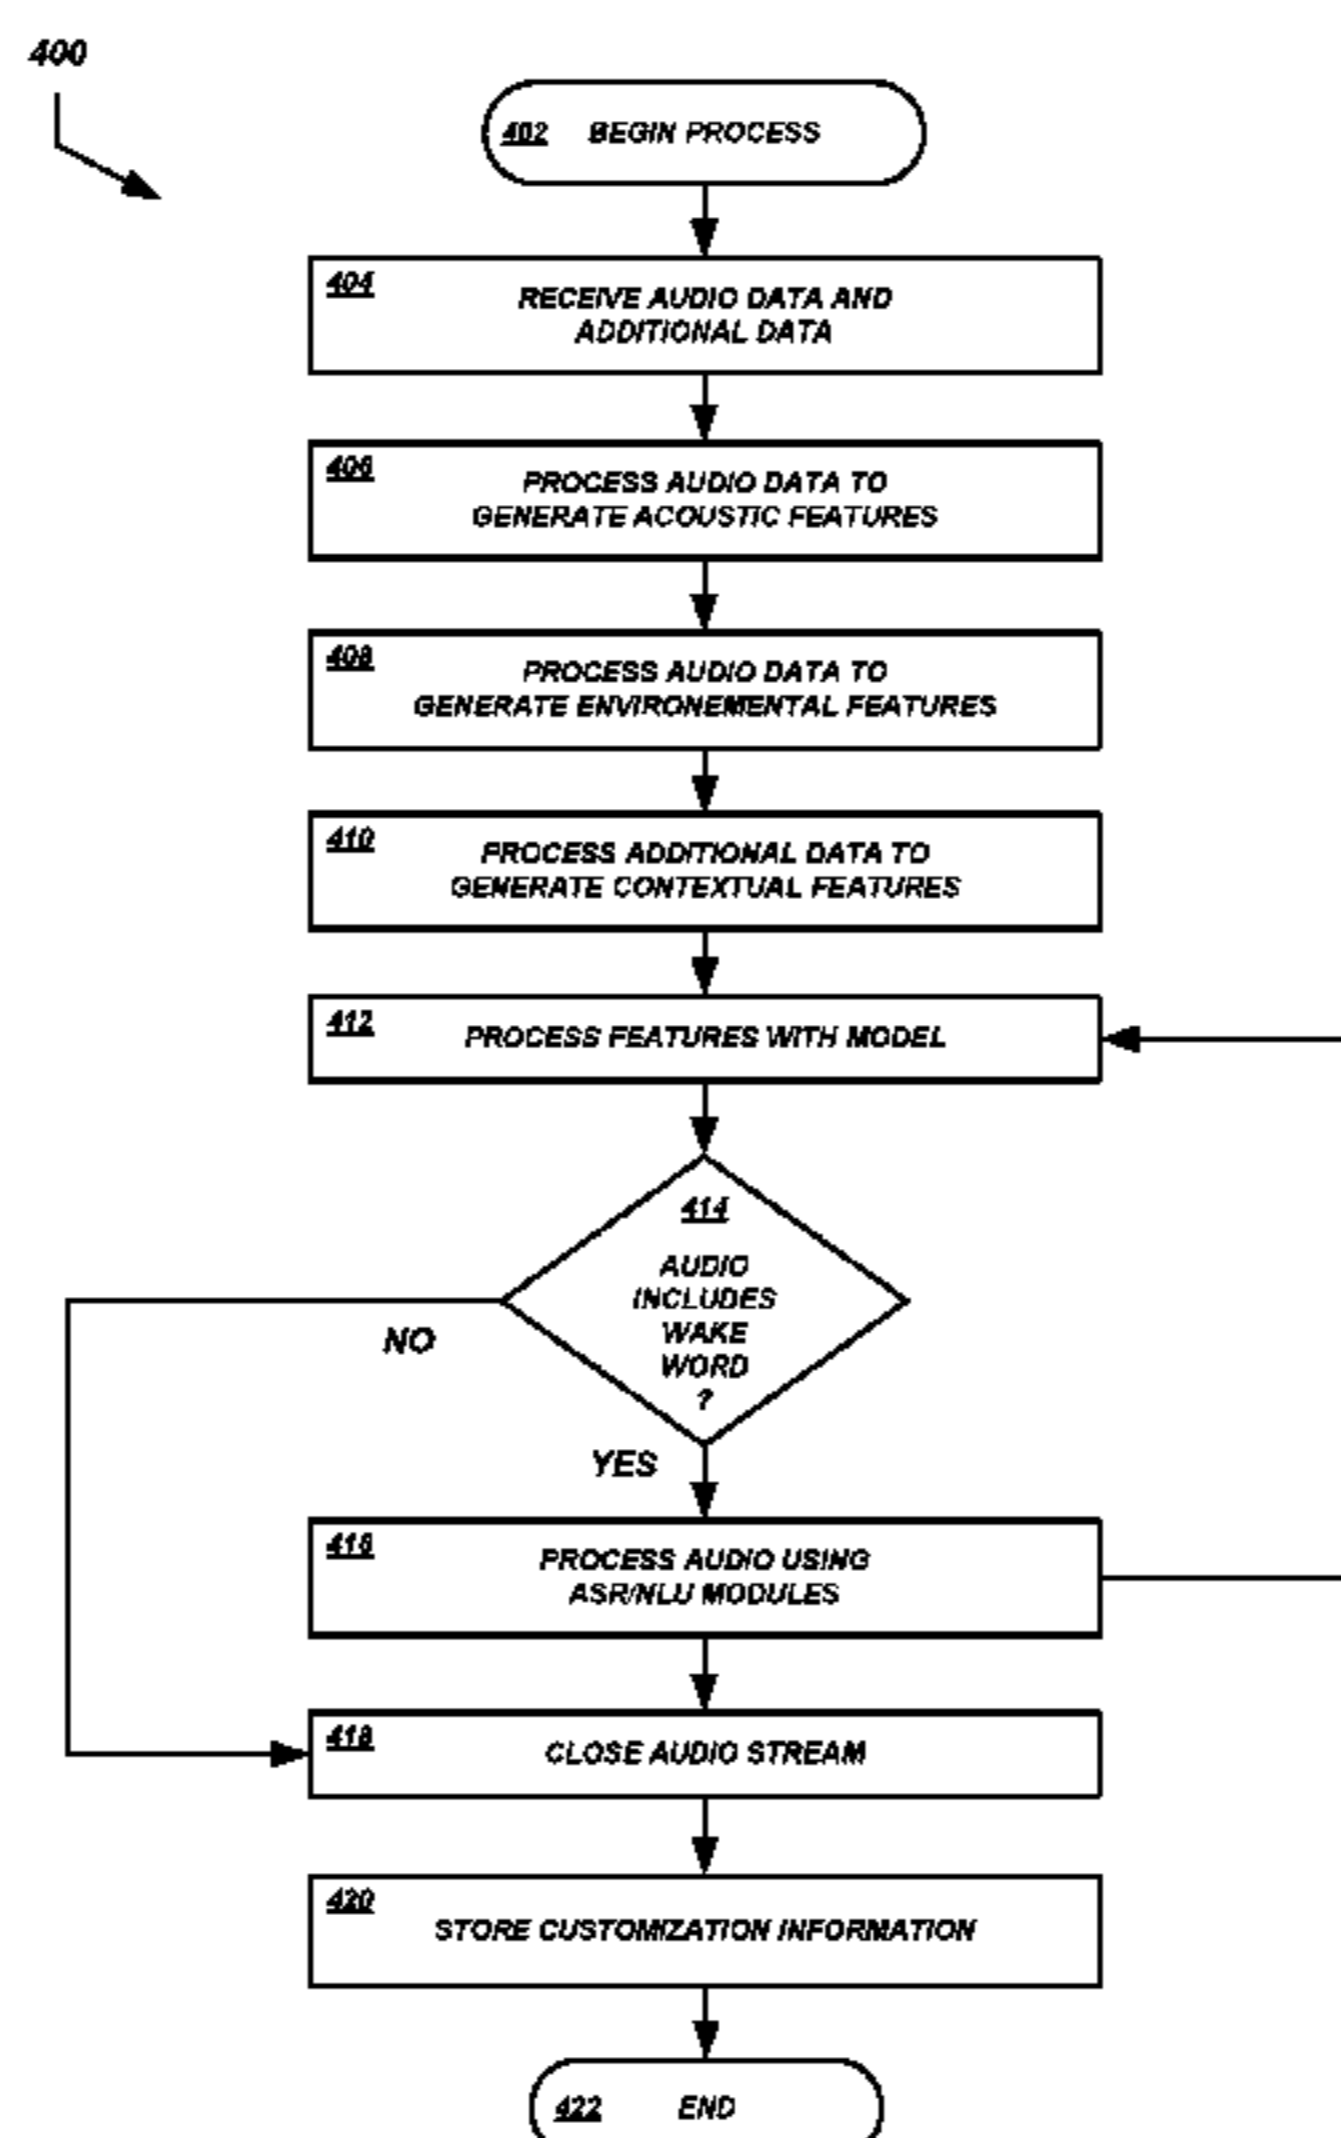 400
402 BEGIN PROCESS
404
RECEIVE AUDIO DATA AND
ADDITIONAL DATA
406
PROCESS AUDIO DATA TO
GENERATE ACOUSTIC FEATURES
408
PROCESS AUDIO DATA TO
GENERATE ENVIRONEMENTAL FEATURES
410
PROCESS ADDITIONAL DATA TO
GENERATE CONTEXTUAL FEATURES
412
PROCESS FEATURES WITH MODEL
414
AUDIO
INCLUDES
WAKE
WORD
?
NO
YES
416
PROCESS AUDIO USING
ASR/NLU MODULES
418
CLOSE AUDIO STREAM
420
STORE CUSTOMIZATION INFORMATION
422 END